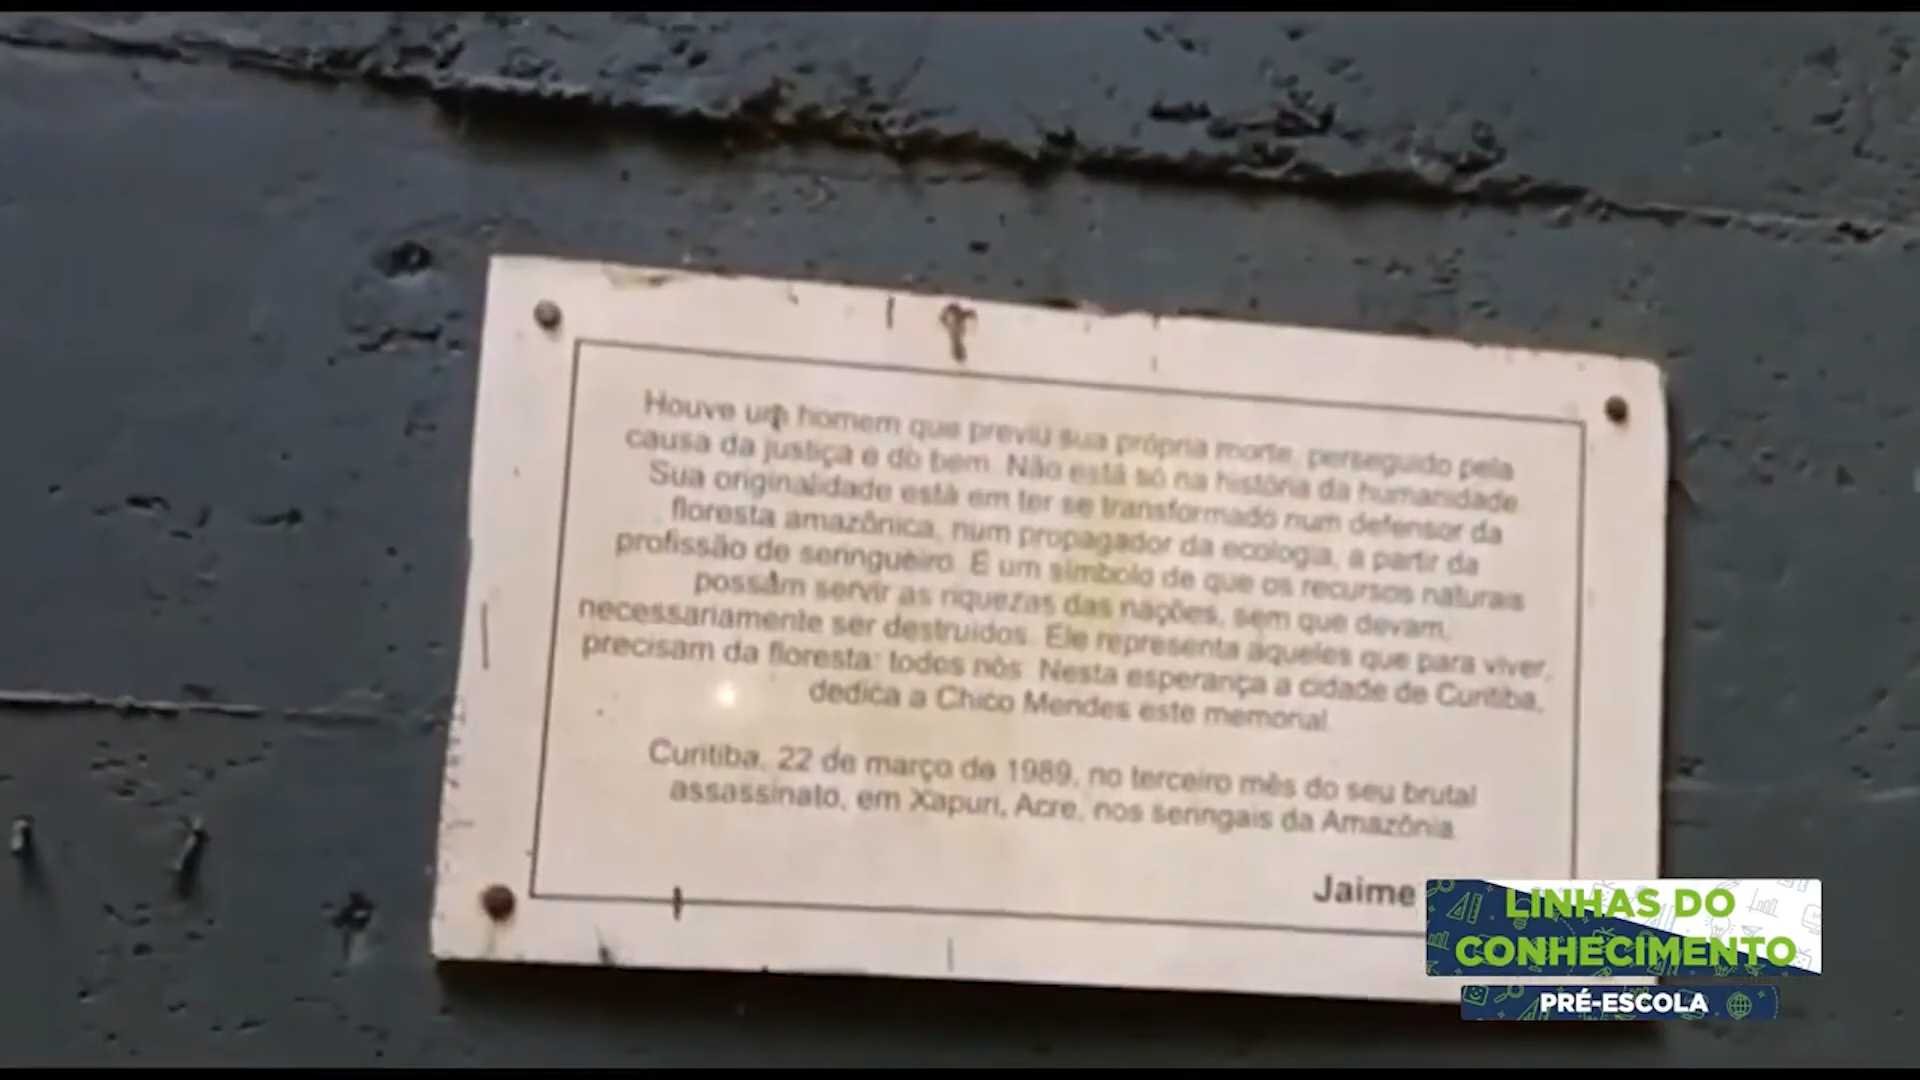 Houve um homem que previu sua própria morte, perseguido pela
causa da justiça e do bem. Não está só na história da humanidade.
Sua originalidade está em ter se transformado num defensor da
floresta amazônica, num propagador da ecologia, a partir da
profissão de seringueiro. É um símbolo de que os recursos naturais
possam servir as riquezas das nações, sem que devam,
necessariamente ser destruídos. Ele representa àqueles que para viver,
precisam da floresta: todos nós. Nesta esperança a cidade de Curitiba,
dedica a Chico Mendes este memorial.
Curitiba, 22 de março de 1989, no terceiro mês do seu brutal
assassinato, em Xapuri, Acre, nos seringais da Amazônia.
Jaime
LINHAS DO
CONHECIMENTO
PRÉ-ESCOLA